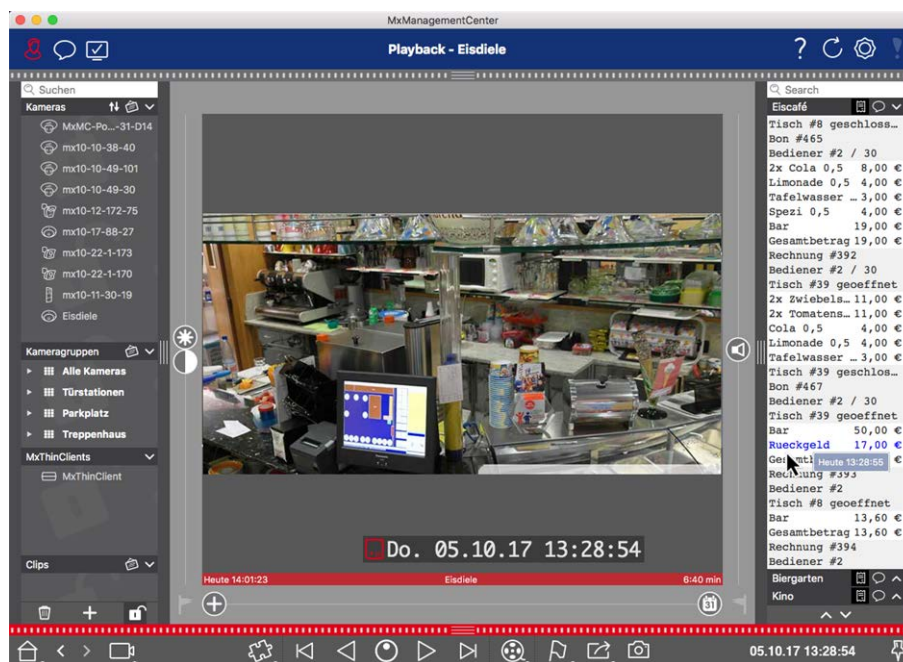 MxManagementCenter
Playback - Eisdiele
Suchen
Kameras
MxMC-Po...-31-D14
mx10-10-38-40
mx10-10-49-101
mx10-10-49-30
mx10-12-172-75
mx10-17-88-27
mx10-22-1-173
mx10-22-1-170
mx10-11-30-19
Eisdiele
Kameragruppen
Alle Kameras
Türstationen
Parkplatz
Treppenhaus
MxThinClients
MxThinClient
Clips
Do. 05.10.17 13:28:54
Heute 14:01:23 Eisdiele 6:40 min
31
Search
Eiscafé
Tisch #8 geschloss…
Bon #465
Bediener #2 / 30
2x Cola 0,5 8,00 €
Limonade 0,5 4,00 €
Tafelwasser … 3,00 €
Spezi 0,5 4,00 €
Bar 19,00 €
Gesamtbetrag 19,00 €
Rechnung #392
Bediener #2 / 30
Tisch #39 geoeffnet
2x Zwiebels… 11,00 €
2x Tomatens… 11,00 €
Cola 0,5 4,00 €
Limonade 0,5 4,00 €
Tafelwasser … 3,00 €
Tisch #39 geschlos…
Bon #467
Bediener #2 / 30
Tisch #39 geoeffnet
Bar 50,00 €
Rueckgeld 17,00 €
Heute 13:28:55 €
Rechnung #393
Bediener #2
Tisch #8 geoeffnet
Bar 13,60 €
Gesamtbetrag 13,60 €
Rechnung #394
Bediener #2
Biergarten
Kino
05.10.17 13:28:54